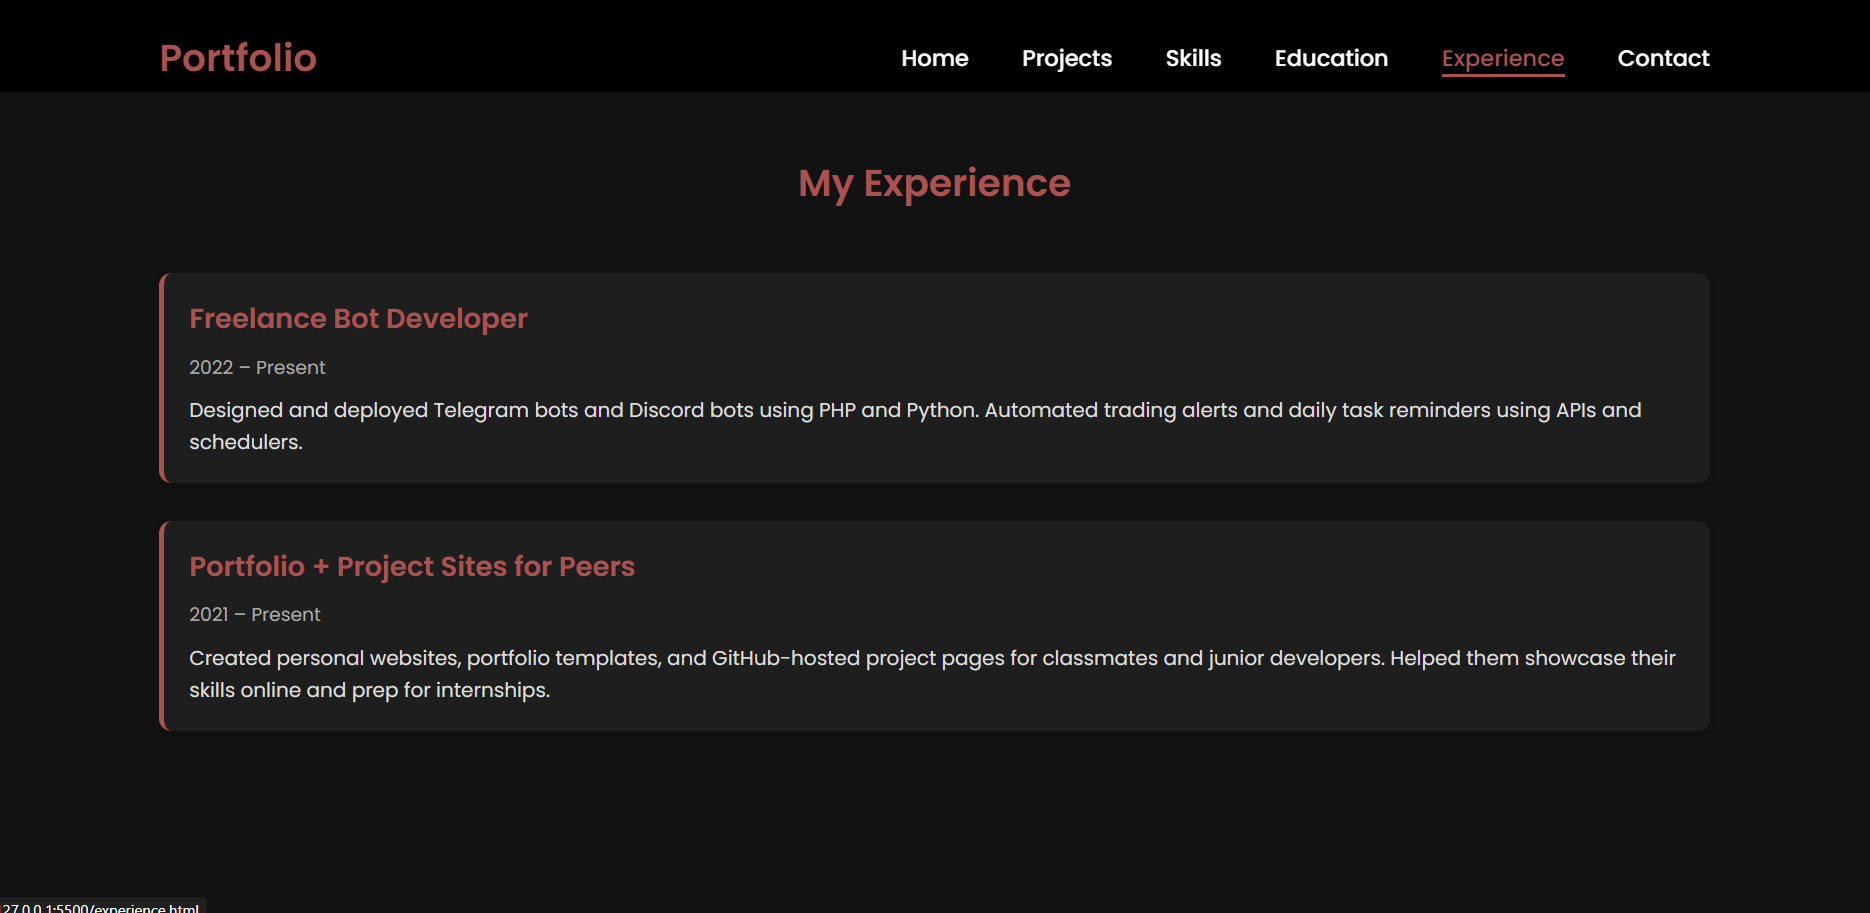 Portfolio
Home Projects Skills Education Experience Contact
My Experience
Freelance Bot Developer
2022 – Present
Designed and deployed Telegram bots and Discord bots using PHP and Python. Automated trading alerts and daily task reminders using APIs and
schedulers.
Portfolio + Project Sites for Peers
2021 – Present
Created personal websites, portfolio templates, and GitHub-hosted project pages for classmates and junior developers. Helped them showcase their
skills online and prep for internships.
27.0.0.1:5500/experience.html